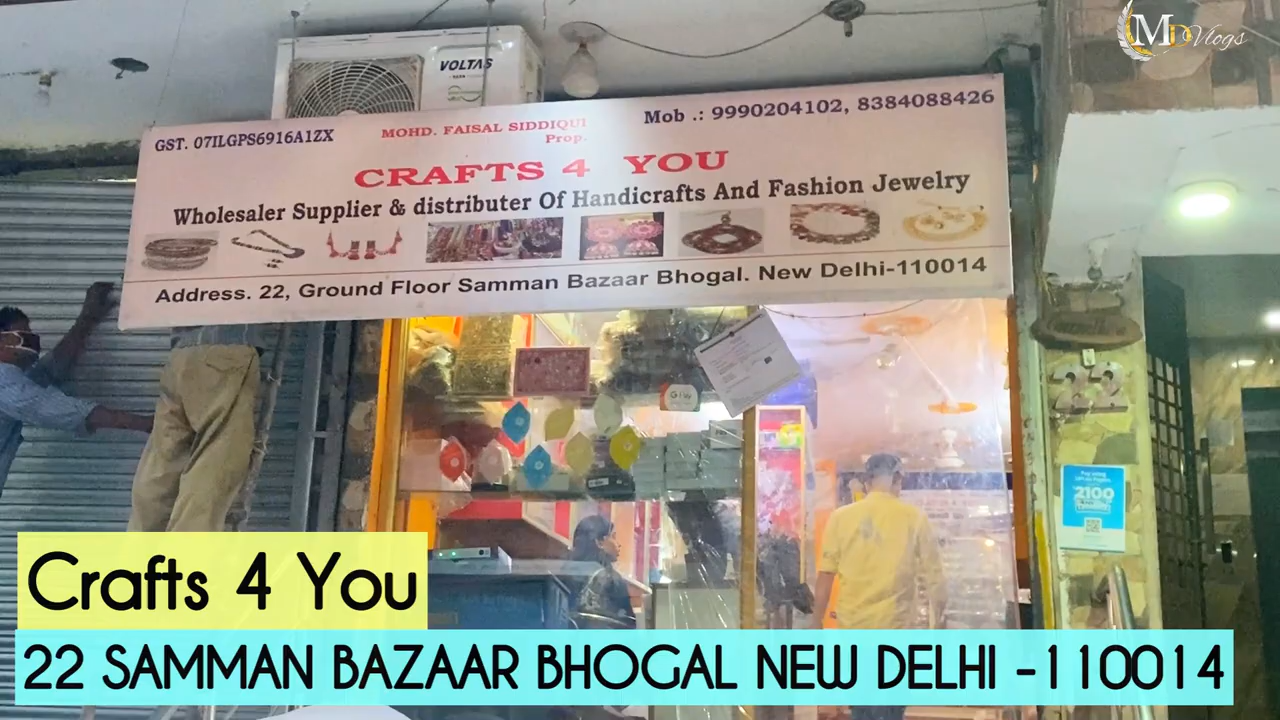 MD Vlogs
VOLTAS
GST. 07ILGPS6916A1ZX
MOHD. FAISAL SIDDIQUI
Prop.
Mob .: 9990204102, 8384088426
CRAFTS 4 YOU
Wholesaler Supplier & distributer Of Handicrafts And Fashion Jewelry
Address. 22, Ground Floor Samman Bazaar Bhogal. New Delhi-110014
G Pay
2100
Crafts 4 You
22 SAMMAN BAZAAR BHOGAL NEW DELHI -110014